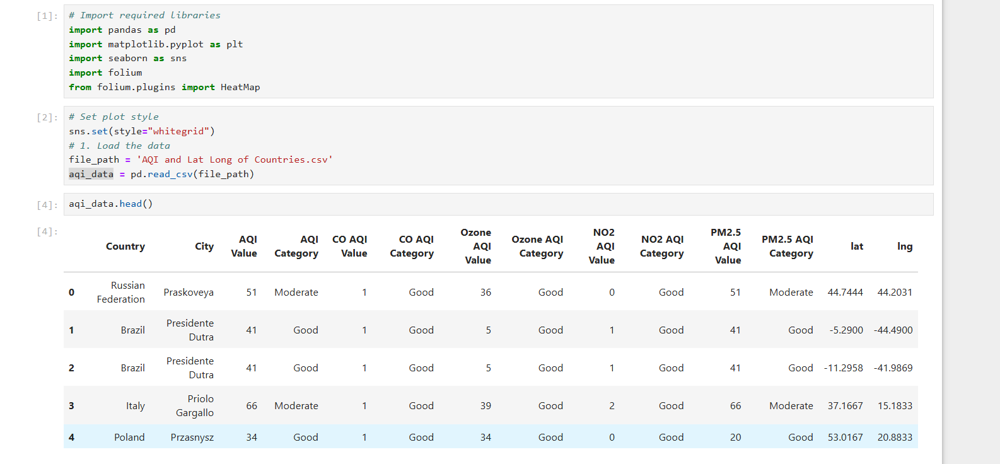 [1]:
# Import required libraries
import pandas as pd
import matplotlib.pyplot as plt
import seaborn as sns
import folium
from folium.plugins import HeatMap
[2]:
# Set plot style
sns.set(style="whitegrid")
# 1. Load the data
file_path = 'AQI and Lat Long of Countries.csv'
aqi_data = pd.read_csv(file_path)
[4]:
aqi_data.head()
[4]:
Country City AQI Value AQI Category CO AQI Value CO AQI Category Ozone AQI Value Ozone AQI Category NO2 AQI Value NO2 AQI Category PM2.5 AQI Value PM2.5 AQI Category lat lng
0 Russian Federation Praskoveya 51 Moderate 1 Good 36 Good 0 Good 51 Moderate 44.7444 44.2031
1 Brazil Presidente Dutra 41 Good 1 Good 5 Good 1 Good 41 Good -5.2900 -44.4900
2 Brazil Presidente Dutra 41 Good 1 Good 5 Good 1 Good 41 Good -11.2958 -41.9869
3 Italy Priolo Gargallo 66 Moderate 1 Good 39 Good 2 Good 66 Moderate 37.1667 15.1833
4 Poland Przasnysz 34 Good 1 Good 34 Good 0 Good 20 Good 53.0167 20.8833